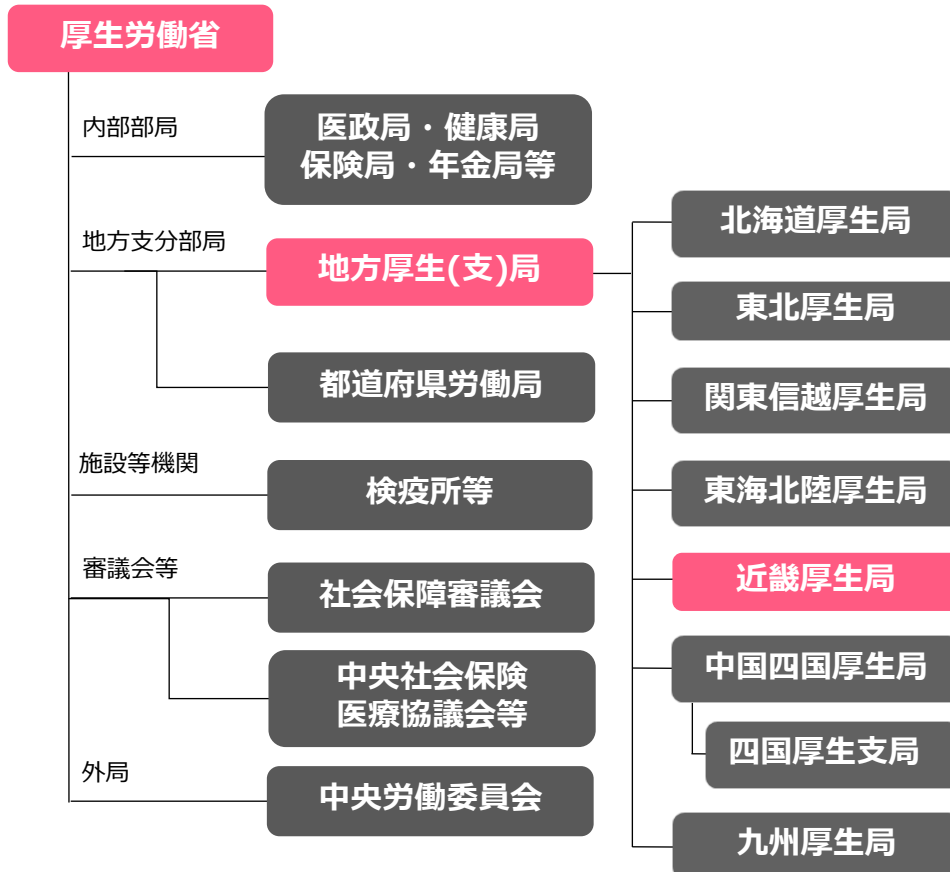 厚生労働省
内部部局
医政局・健康局
保険局・年金局等
地方支分部局
地方厚生(支)局
都道府県労働局
施設等機関
検疫所等
審議会等
社会保障審議会
中央社会保険
医療協議会等
外局
中央労働委員会
北海道厚生局
東北厚生局
関東信越厚生局
東海北陸厚生局
近畿厚生局
中国四国厚生局
四国厚生支局
九州厚生局